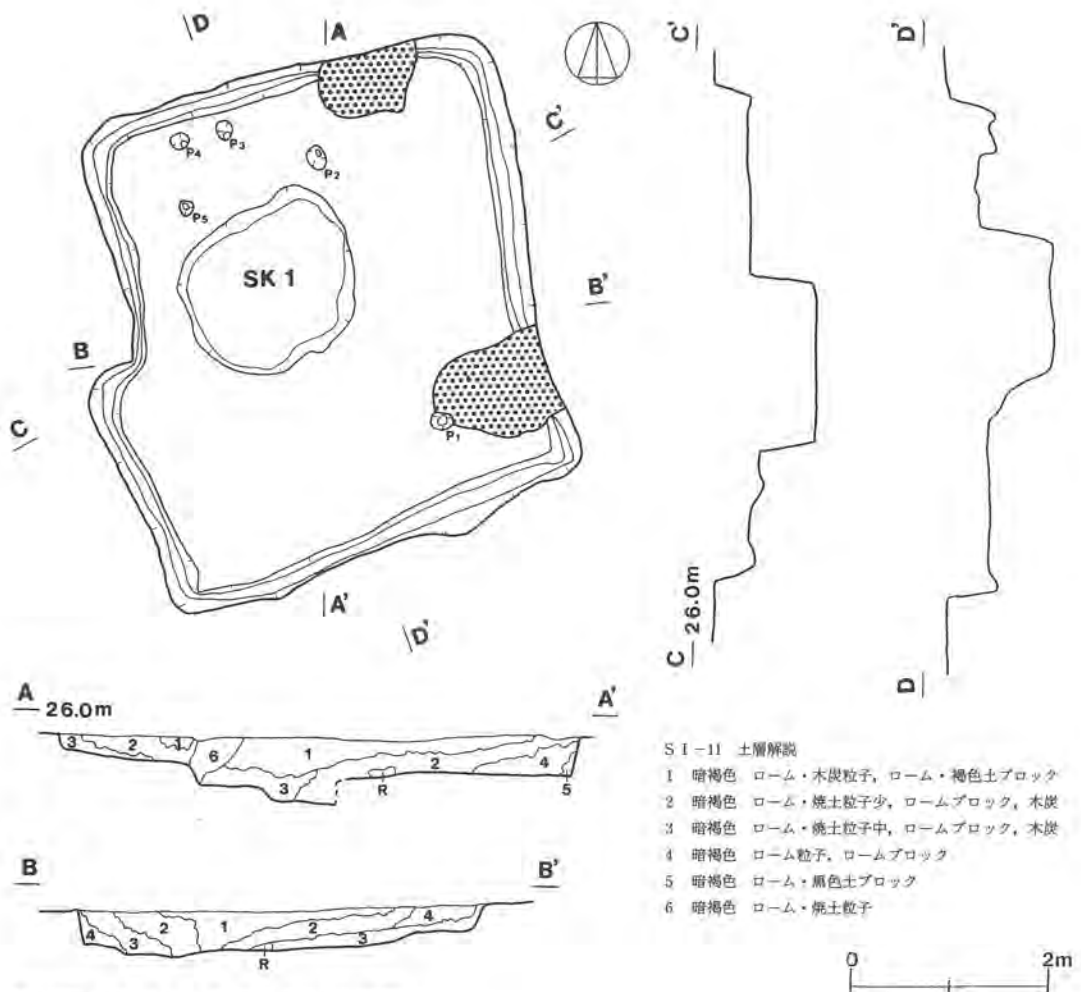 D
A
C'
D'
P4
P3
P2
C'
P5
SK 1
B'
B
C
P1
A'
D'
C 26.0m
D
A 26.0m
A'
3
2
1
6
1
2
4
3
R
5
B
B'
4
3
2
1
2
4
3
R
S I -11 土層解説
1 暗褐色 ローム・木炭粒子，ローム・褐色土ブロック
2 暗褐色 ローム・焼土粒子少，ロームブロック，木炭
3 暗褐色 ローム・焼土粒子中，ロームブロック，木炭
4 暗褐色 ローム粒子，ロームブロック
5 暗褐色 ローム・黒色土ブロック
6 暗褐色 ローム・焼土粒子
0 2m